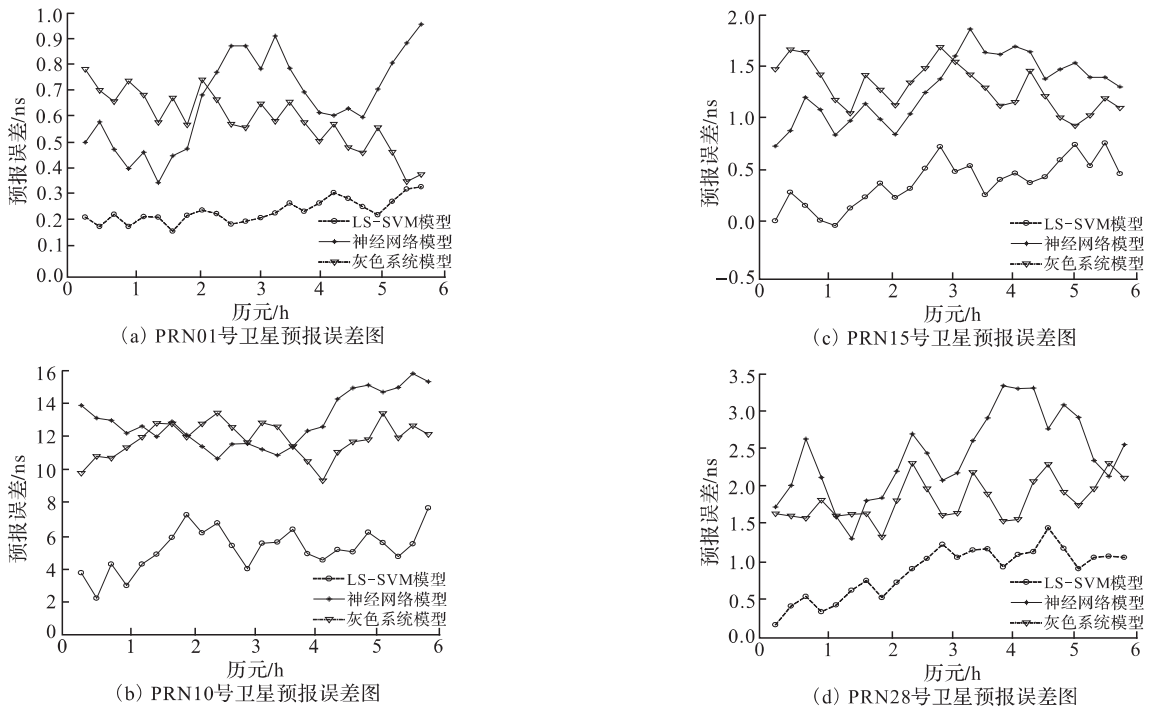 1.0
0.9
0.8
0.7
0.6
0.5
0.4
0.3
0.2
0.1
0.0
预报误差/ns
LS-SVM模型
神经网络模型
灰色系统模型
0 1 2 3 4 5 6
历元/h
(a) PRN01号卫星预报误差图
2.0
1.5
1.0
0.5
0.0
-0.5
预报误差/ns
LS-SVM模型
神经网络模型
灰色系统模型
0 1 2 3 4 5 6
历元/h
(c) PRN15号卫星预报误差图
16
14
12
10
8
6
4
2
0
预报误差/ns
LS-SVM模型
神经网络模型
灰色系统模型
1 2 3 4 5 6
历元/h
(b) PRN10号卫星预报误差图
3.5
3.0
2.5
2.0
1.5
1.0
0.5
0.0
预报误差/ns
LS-SVM模型
神经网络模型
灰色系统模型
0 1 2 3 4 5 6
历元/h
(d) PRN28号卫星预报误差图